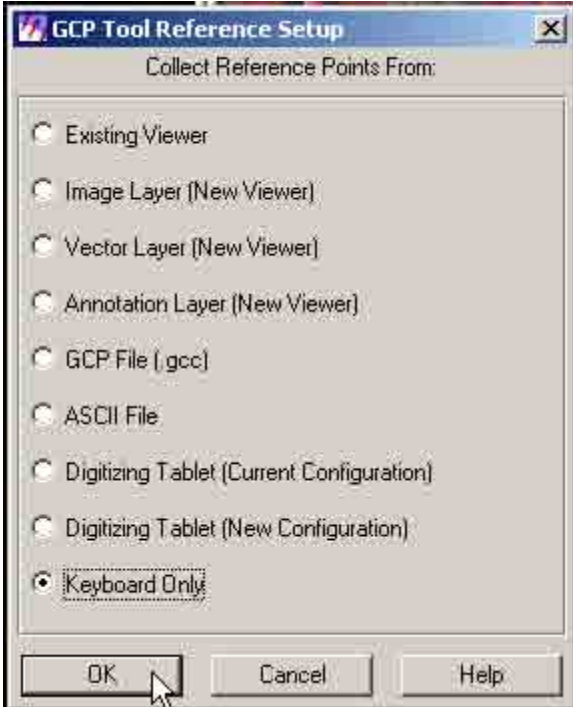 GCP Tool Reference Setup
Collect Reference Points From:
Existing Viewer
Image Layer (New Viewer)
Vector Layer (New Viewer)
Annotation Layer (New Viewer)
GCP File (.gcc)
ASCII File
Digitizing Tablet (Current Configuration)
Digitizing Tablet (New Configuration)
Keyboard Only
OK Cancel Help